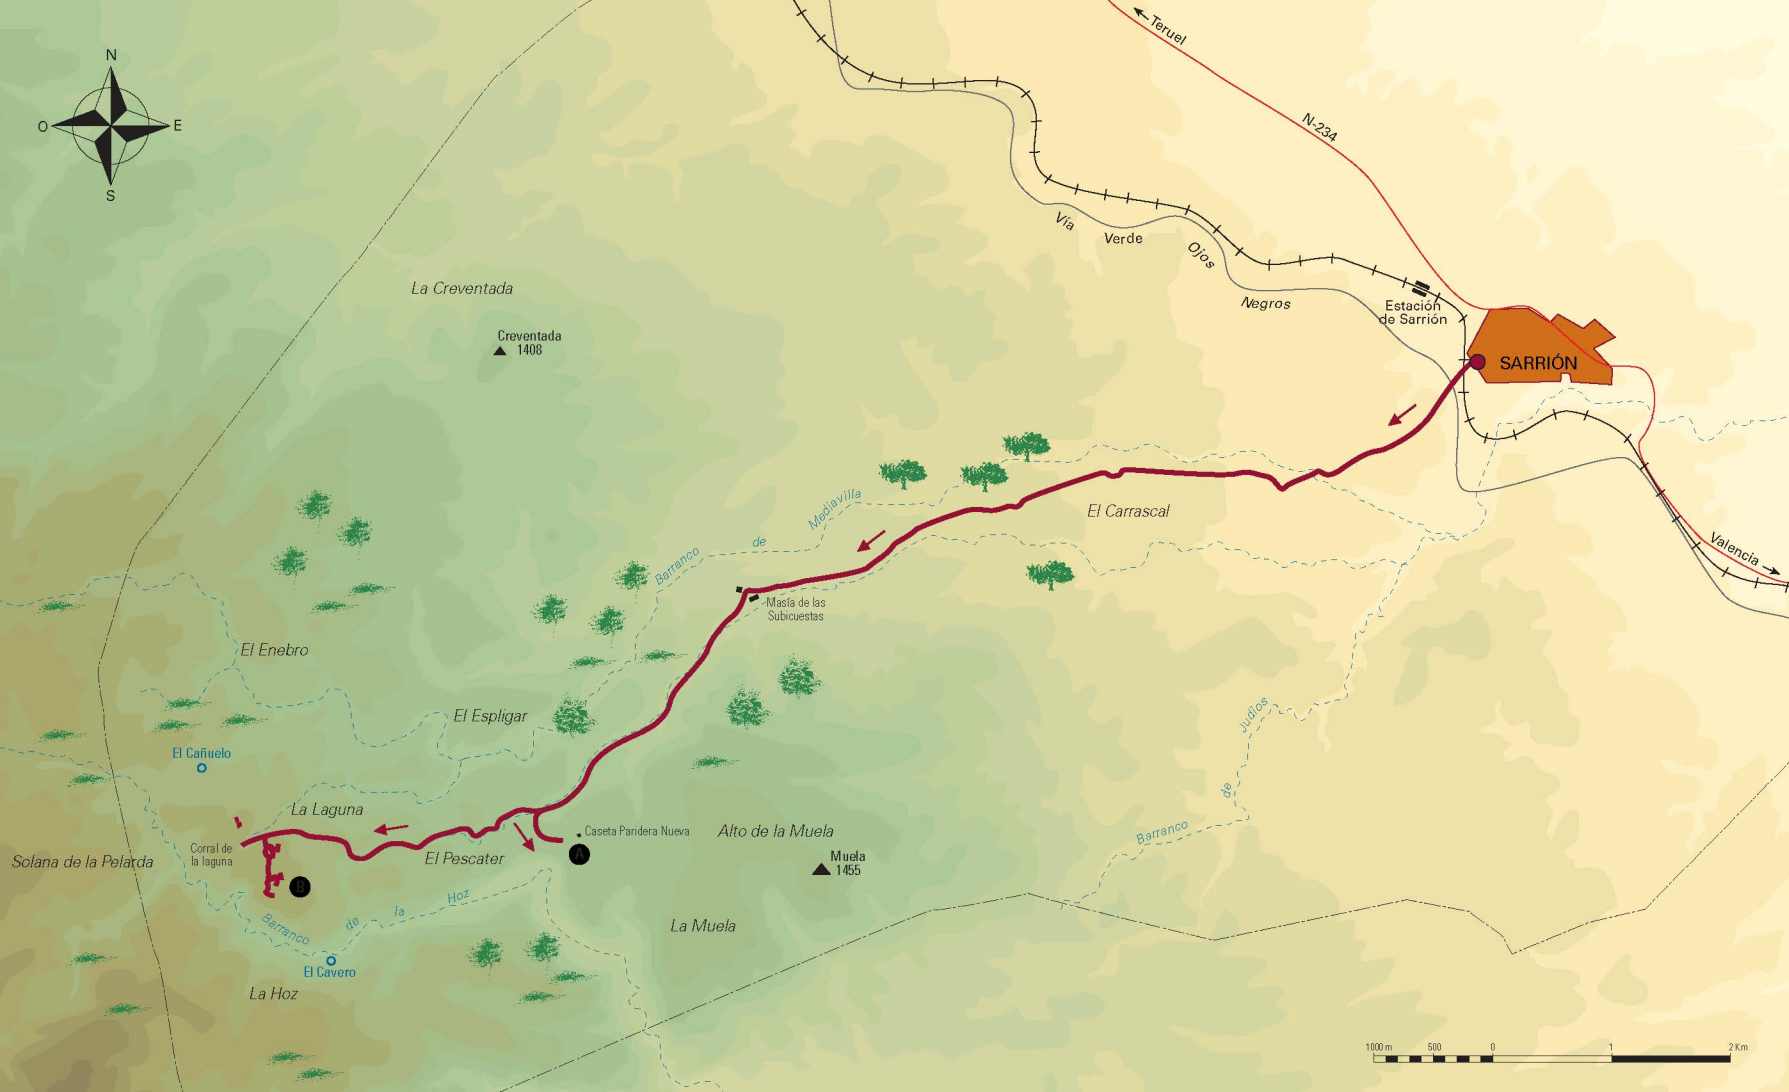 N
O
E
S
Teruel
N-234
Vía
Verde
Ojos
Negros
Estación
de Sarrión
SARRIÓN
Valencia
La Creventada
Creventada
1408
Barranco
de
Mediavilla
El Carrascal
Masía de las
Subicuestas
El Enebro
El Espligar
El Cañuelo
La Laguna
Corral de
la laguna
Solana de la Pelarda
El Pescater
Caseta Paridera Nueva
A
B
Alto de la Muela
Muela
1455
La Muela
Barranco
de
la
Hoz
El Cavero
La Hoz
Barranco
de
Judios
1000 m
500
0
1
2 Km